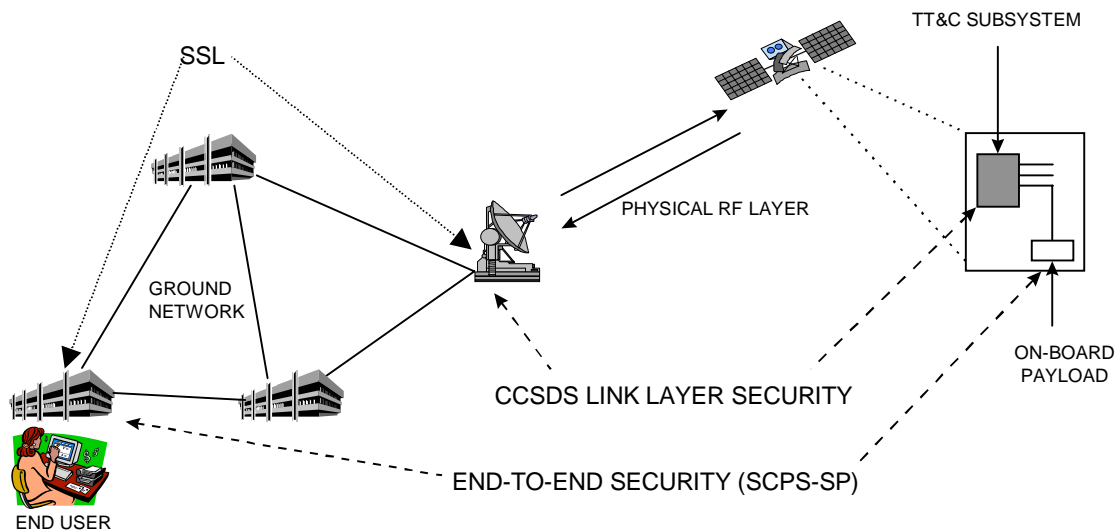 TT&C SUBSYSTEM
SSL
PHYSICAL RF LAYER
GROUND
NETWORK
ON-BOARD
PAYLOAD
CCSDS LINK LAYER SECURITY
END-TO-END SECURITY (SCPS-SP)
END USER